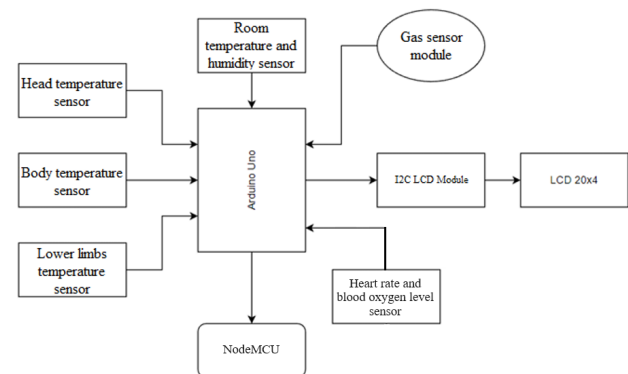 Room
temperature and
humidity sensor
Gas sensor
module
Head temperature
sensor
Body temperature
sensor
Lower limbs
temperature
sensor
Arduino Uno
I2C LCD Module
LCD 20x4
Heart rate and
blood oxygen level
sensor
NodeMCU